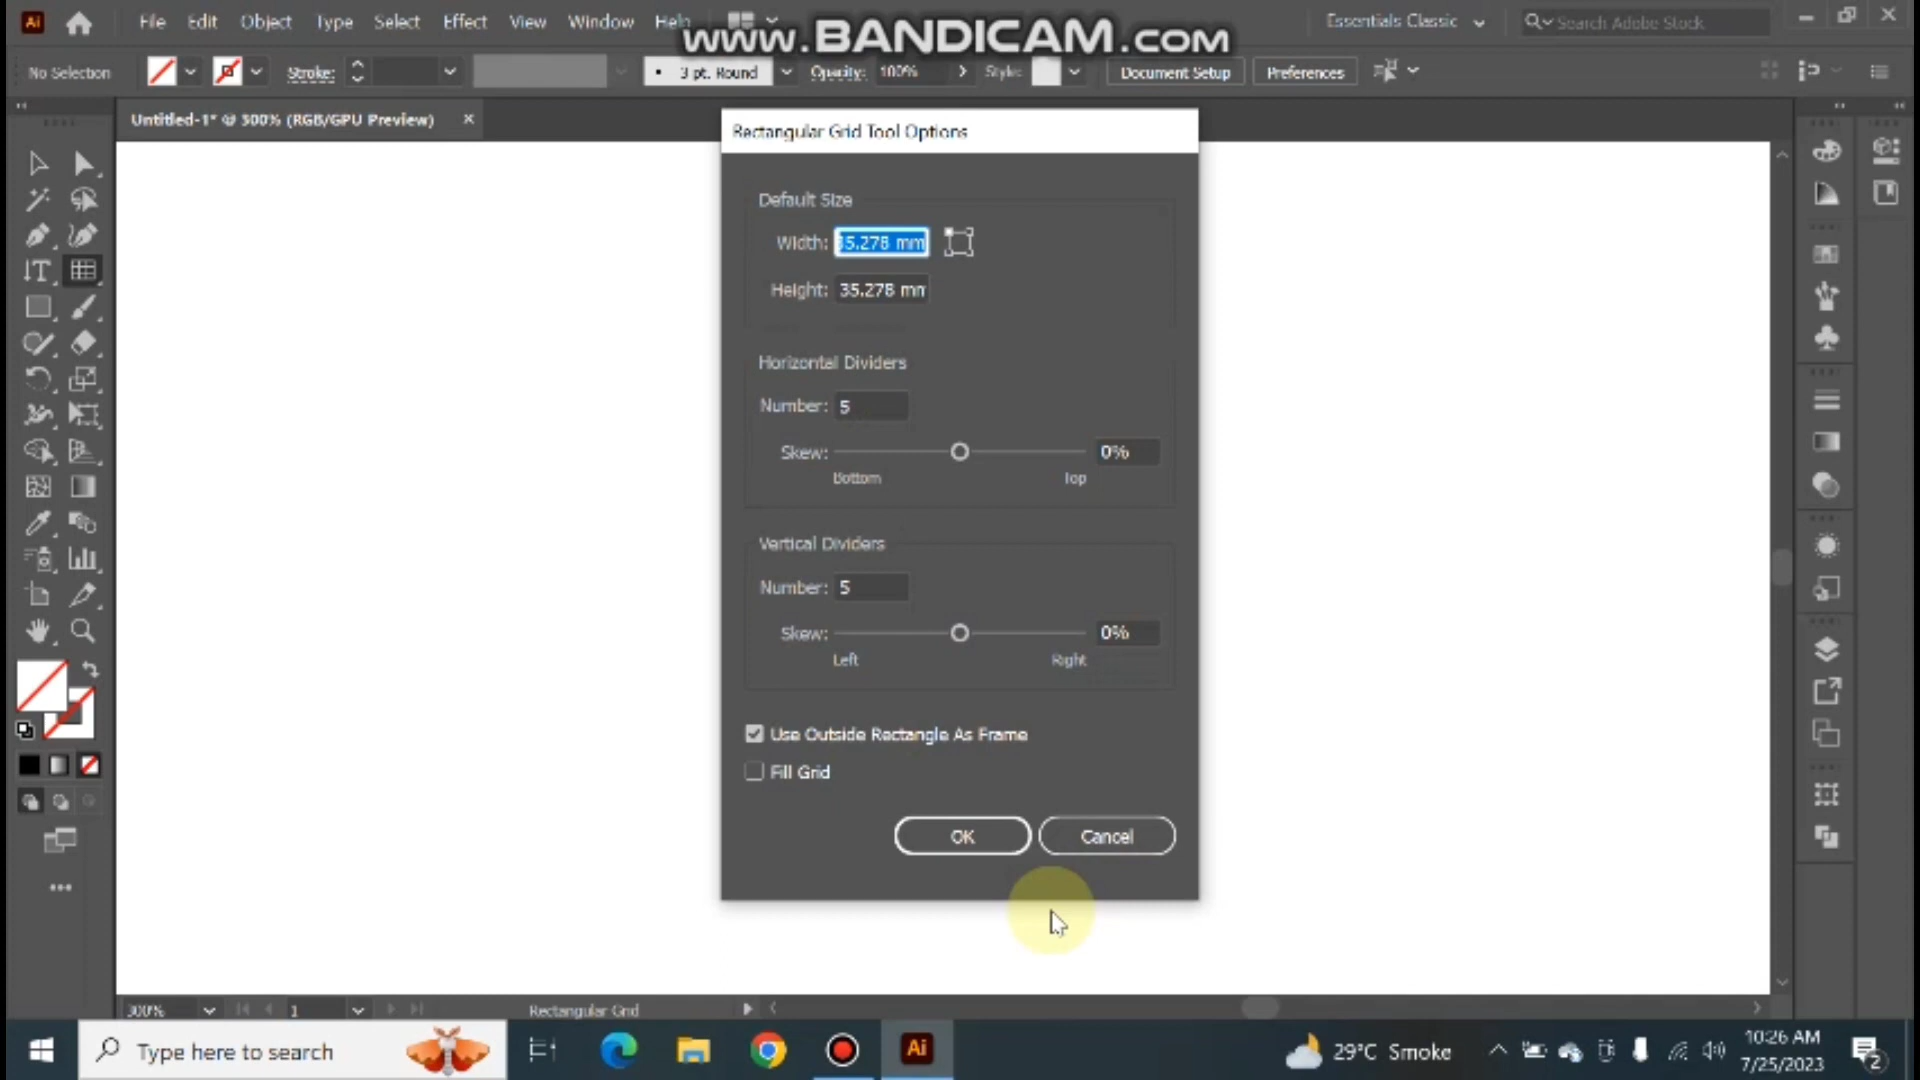 Ai File Edit Object Type Select Effect View Window Help Essentials Classic Search Adobe Stock
www.BANDICAM.com
No Selection Stroke: 3 pt. Round Opacity: 100% Style: Document Setup Preferences
Untitled-1* @ 300% (RGB/GPU Preview) ×
Rectangular Grid Tool Options
Default Size
Width: 35.278 mm
Height: 35.278 mm
Horizontal Dividers
Number: 5
Skew: 0%
Bottom Top
Vertical Dividers
Number: 5
Skew: 0%
Left Right
Use Outside Rectangle As Frame
Fill Grid
OK Cancel
300% 1 Rectangular Grid
Type here to search Ai 29°C Smoke 10:26 AM
7/25/2023 2